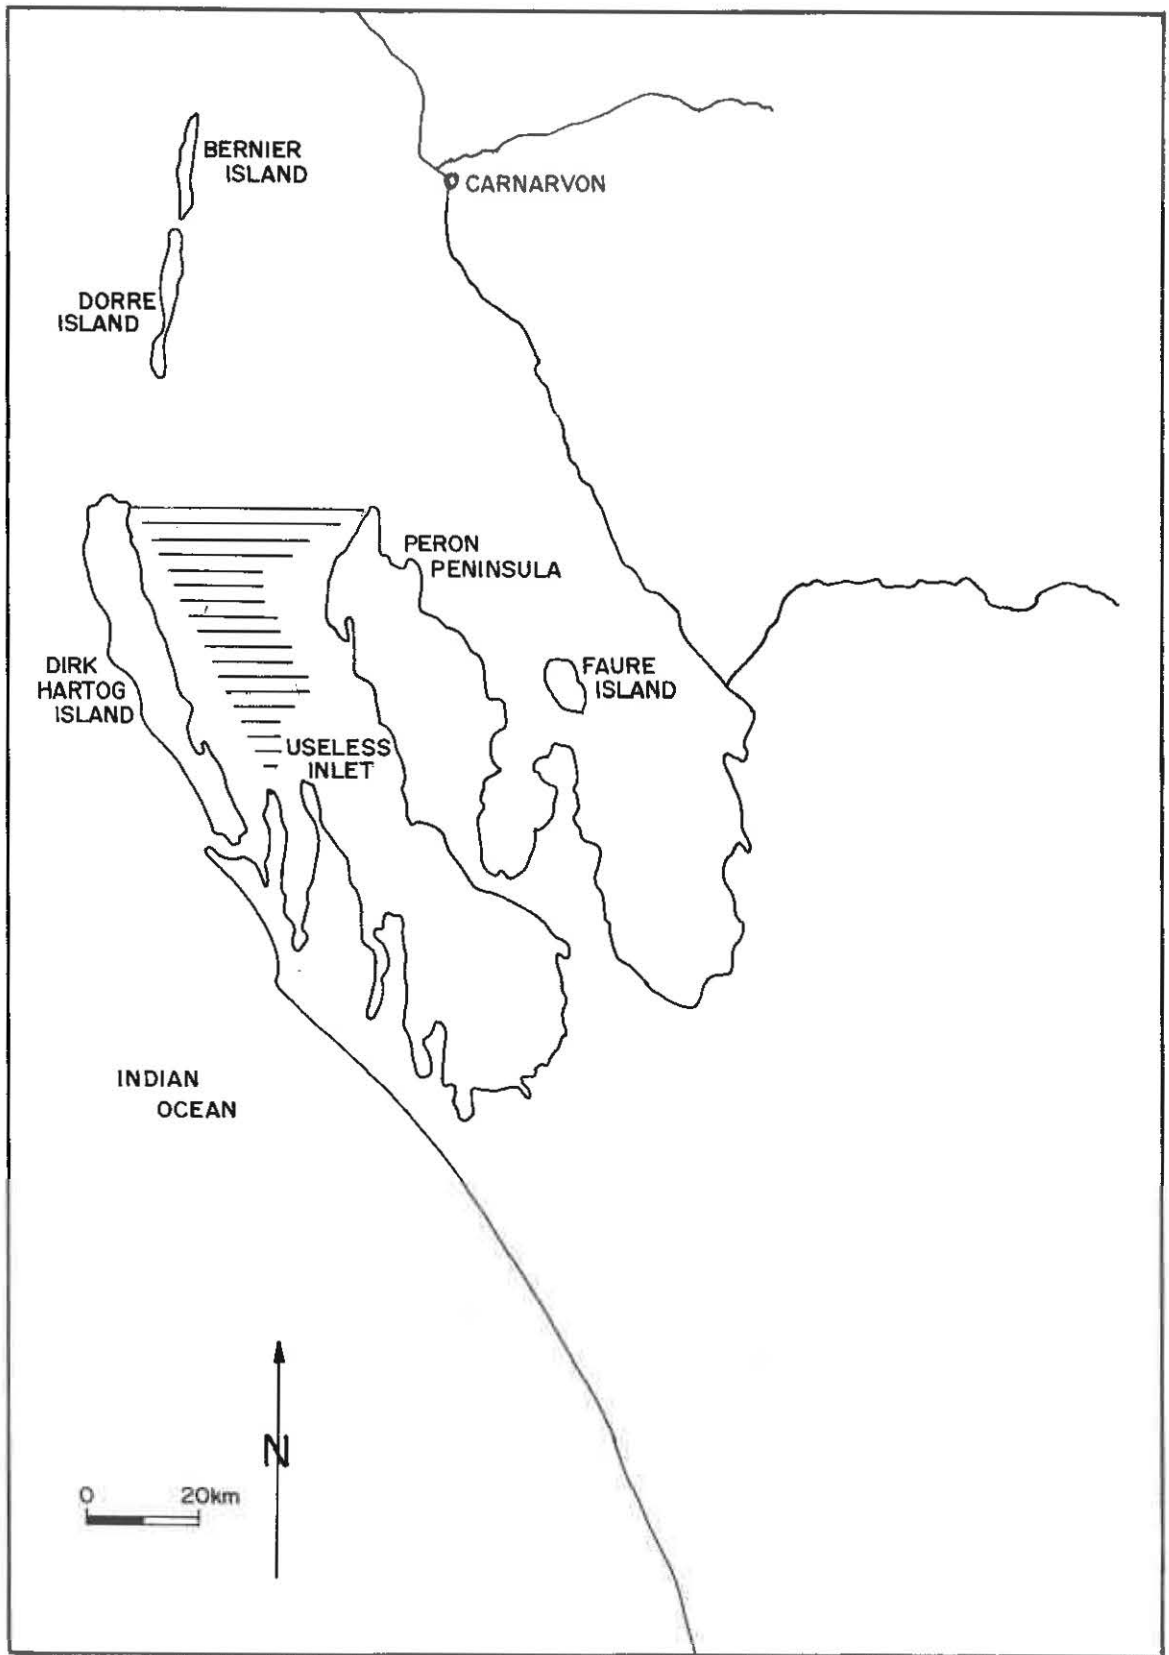 BERNIER
ISLAND
CARNARVON
DORRE
ISLAND
PERON
PENINSULA
DIRK
HARTOG
ISLAND
FAURE
ISLAND
USELESS
INLET
INDIAN
OCEAN
N
0 20km